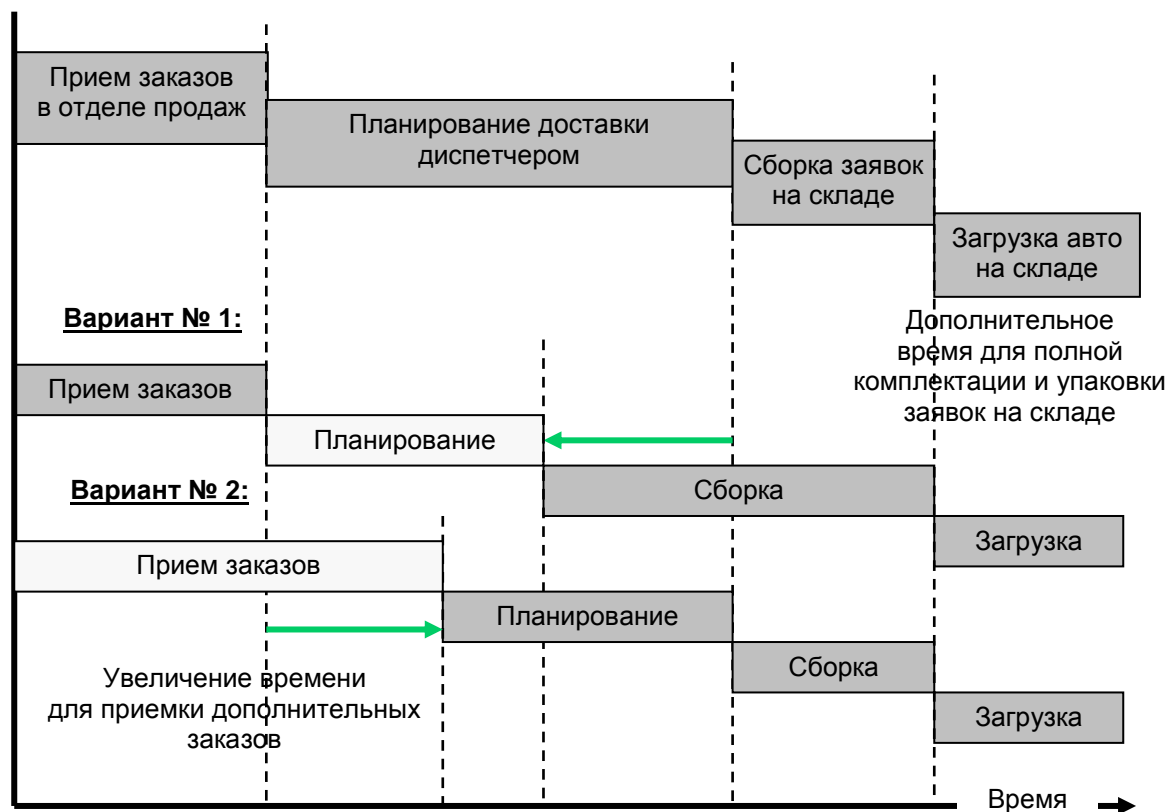 Прием заказов
в отделе продаж
Планирование доставки
диспетчером
Сборка заявок
на складе
Загрузка авто
на складе
Вариант № 1:
Дополнительное
время для полной
комплектации и упаковки
заявок на складе
Прием заказов
Планирование
Сборка
Загрузка
Вариант № 2:
Прием заказов
Планирование
Сборка
Загрузка
Увеличение времени
для приемки дополнительных
заказов
Время